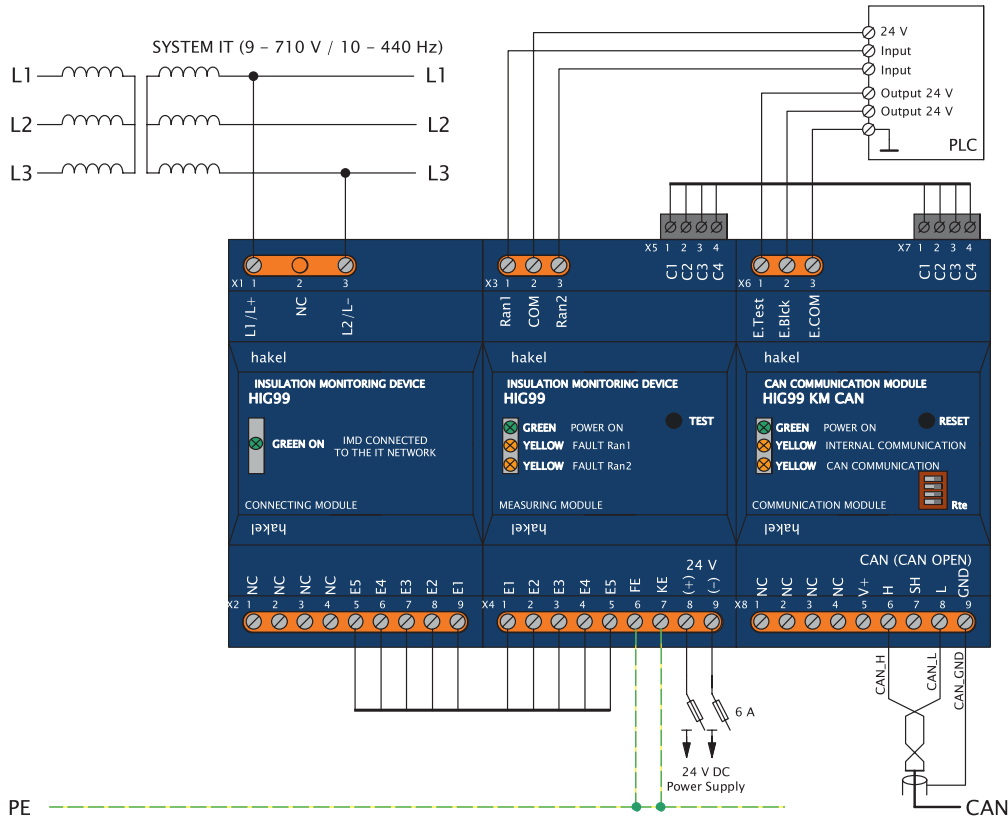 SYSTEM IT (9 – 710 V / 10 – 440 Hz)
L1
L1
L2
L2
L3
L3
24 V
Input
Input
Output 24 V
Output 24 V
PLC
X1 1 2 3
L1/L+ NC L2/L-
X3 1 2 3
Ran1 COM Ran2
X5 1 2 3 4
C1 C2 C3 C4
X6 1 2 3
E.Test E.Blck E.COM
X7 1 2 3 4
C1 C2 C3 C4
hakel
INSULATION MONITORING DEVICE
HIG99
GREEN ON
IMD CONNECTED
TO THE IT NETWORK
CONNECTING MODULE
hakel
hakel
INSULATION MONITORING DEVICE
HIG99
TEST
GREEN POWER ON
YELLOW FAULT Ran1
YELLOW FAULT Ran2
MEASURING MODULE
hakel
hakel
CAN COMMUNICATION MODULE
HIG99 KM CAN
RESET
GREEN POWER ON
YELLOW INTERNAL COMMUNICATION
YELLOW CAN COMMUNICATION
COMMUNICATION MODULE
Rte
hakel
NC NC NC NC E5 E4 E3 E2 E1
X2 1 2 3 4 5 6 7 8 9
24 V
E1 E2 E3 E4 E5 FE KE (+) (-)
X4 1 2 3 4 5 6 7 8 9
CAN (CAN OPEN)
NC NC NC NC V+ H SH L GND
X8 1 2 3 4 5 6 7 8 9
CAN_H
CAN_L
CAN_GND
6 A
24 V DC
Power Supply
PE
CAN